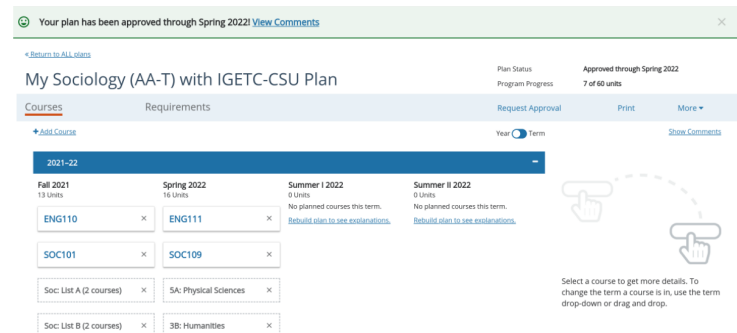 Your plan has been approved through Spring 2022! View Comments
« Return to ALL plans
My Sociology (AA-T) with IGETC-CSU Plan
Plan Status Approved through Spring 2022
Program Progress 7 of 60 units
Courses Requirements Request Approval Print More
+ Add Course Year Term Show Comments
2021–22
Fall 2021 Spring 2022 Summer I 2022 Summer II 2022
13 Units 16 Units 0 Units 0 Units
No planned courses this term. No planned courses this term.
Rebuild plan to see explanations. Rebuild plan to see explanations.
ENG110 × ENG111 ×
SOC101 × SOC109 ×
Soc: List A (2 courses) × 5A: Physical Sciences ×
Soc: List B (2 courses) × 3B: Humanities ×
Select a course to get more details. To
change the term a course is in, use the term
drop-down or drag and drop.